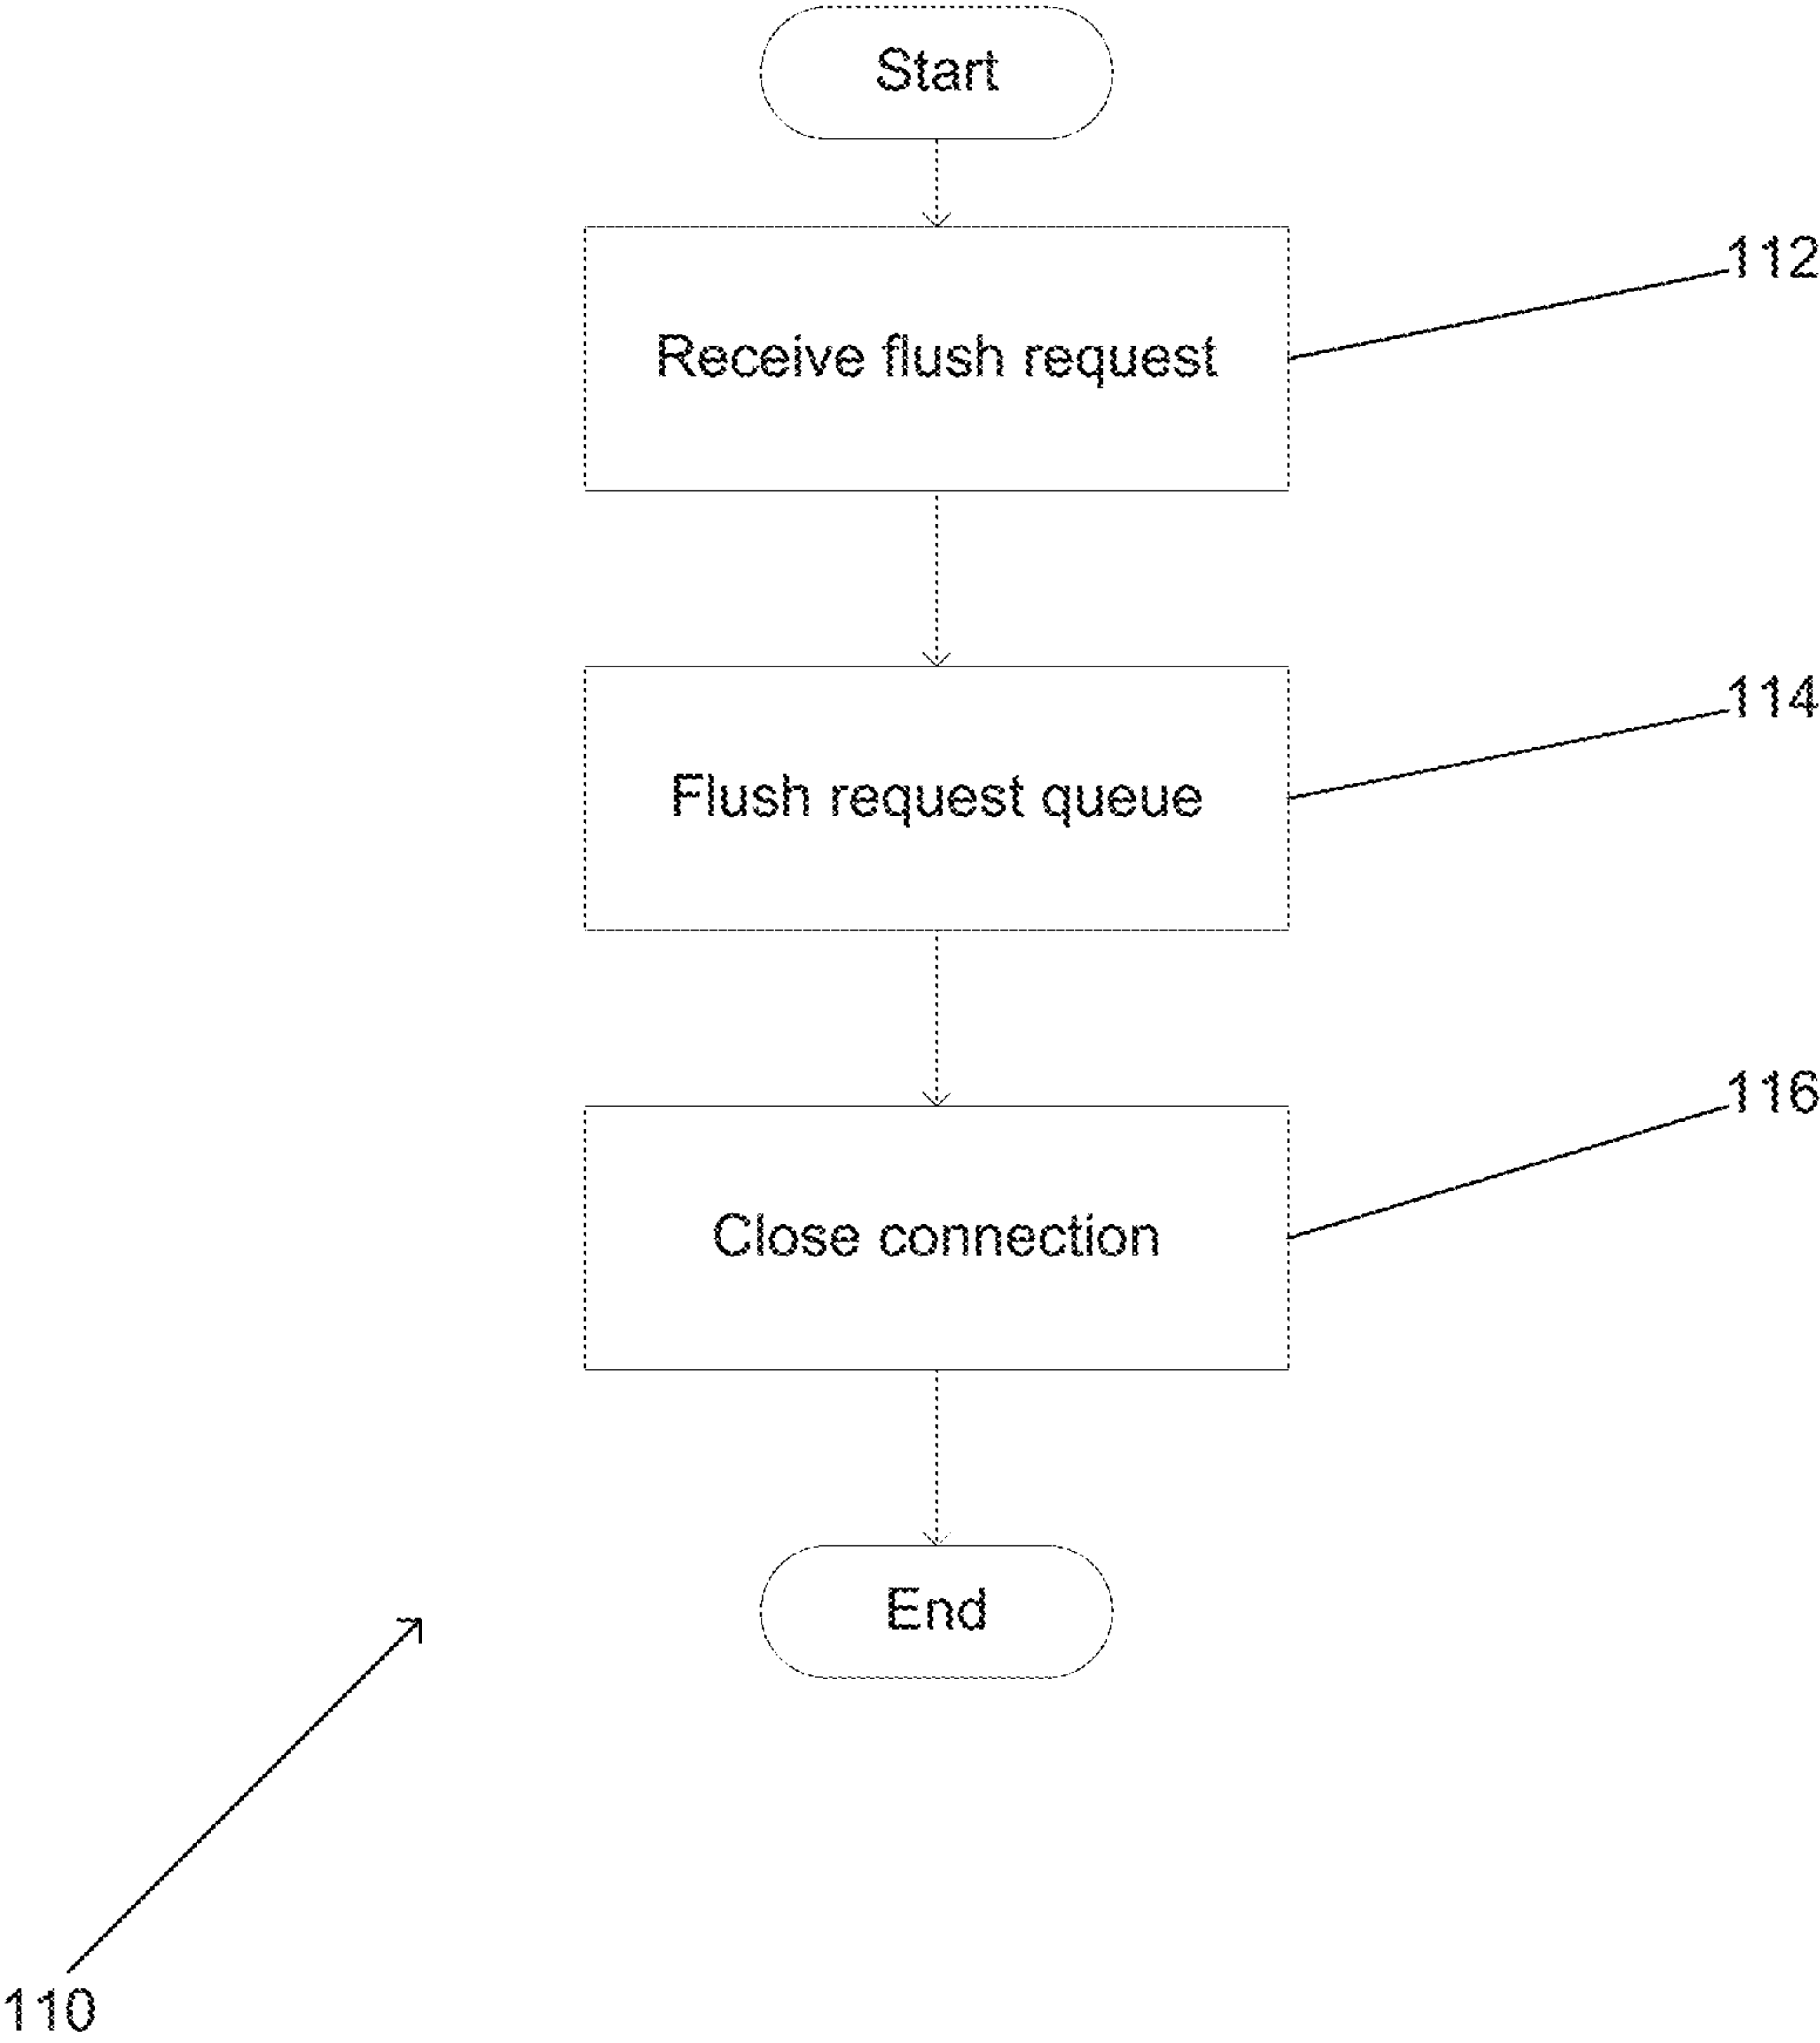 Start
112
Receive flush request
114
Flush request queue
116
Close connection
End
110